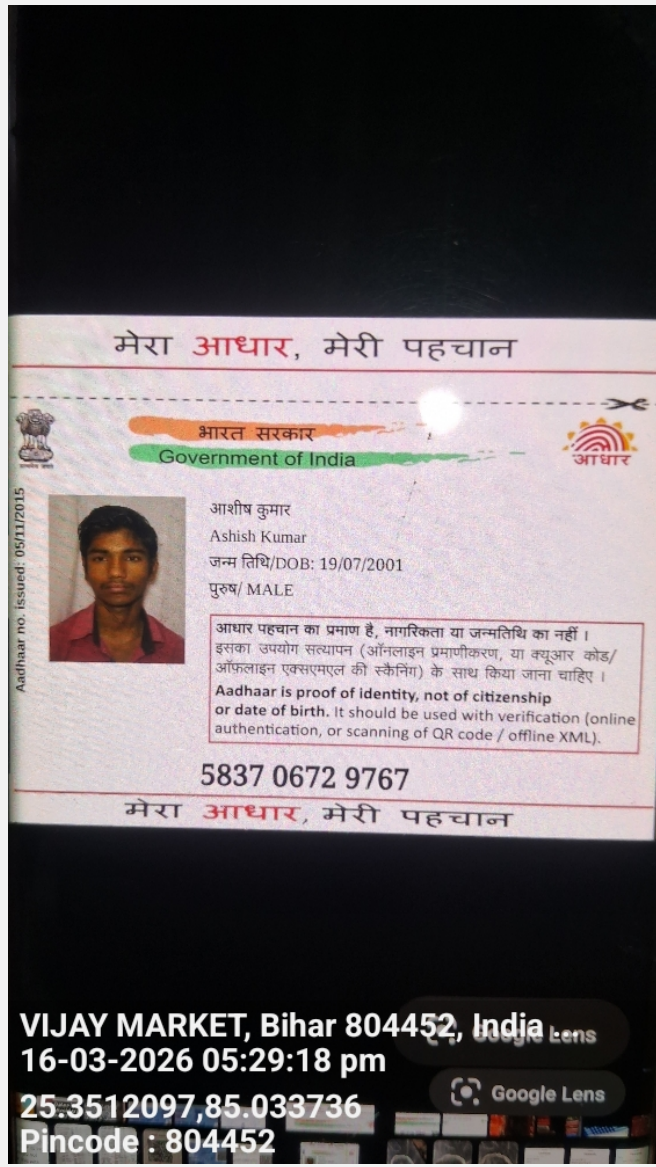 मेरा आधार, मेरी पहचान
भारत सरकार
Government of India
आधार
Aadhaar no. issued: 05/11/2015
आशीष कुमार
Ashish Kumar
जन्म तिथि/DOB: 19/07/2001
पुरुष/ MALE
आधार पहचान का प्रमाण है, नागरिकता या जन्मतिथि का नहीं ।
इसका उपयोग सत्यापन (ऑनलाइन प्रमाणीकरण, या क्यूआर कोड/
ऑफ़लाइन एक्सएमएल की स्कैनिंग) के साथ किया जाना चाहिए ।
Aadhaar is proof of identity, not of citizenship
or date of birth. It should be used with verification (online
authentication, or scanning of QR code / offline XML).
5837 0672 9767
मेरा आधार, मेरी पहचान
VIJAY MARKET, Bihar 804452, India ...
Google Lens
16-03-2026 05:29:18 pm
Google Lens
25.3512097,85.033736
Pincode : 804452